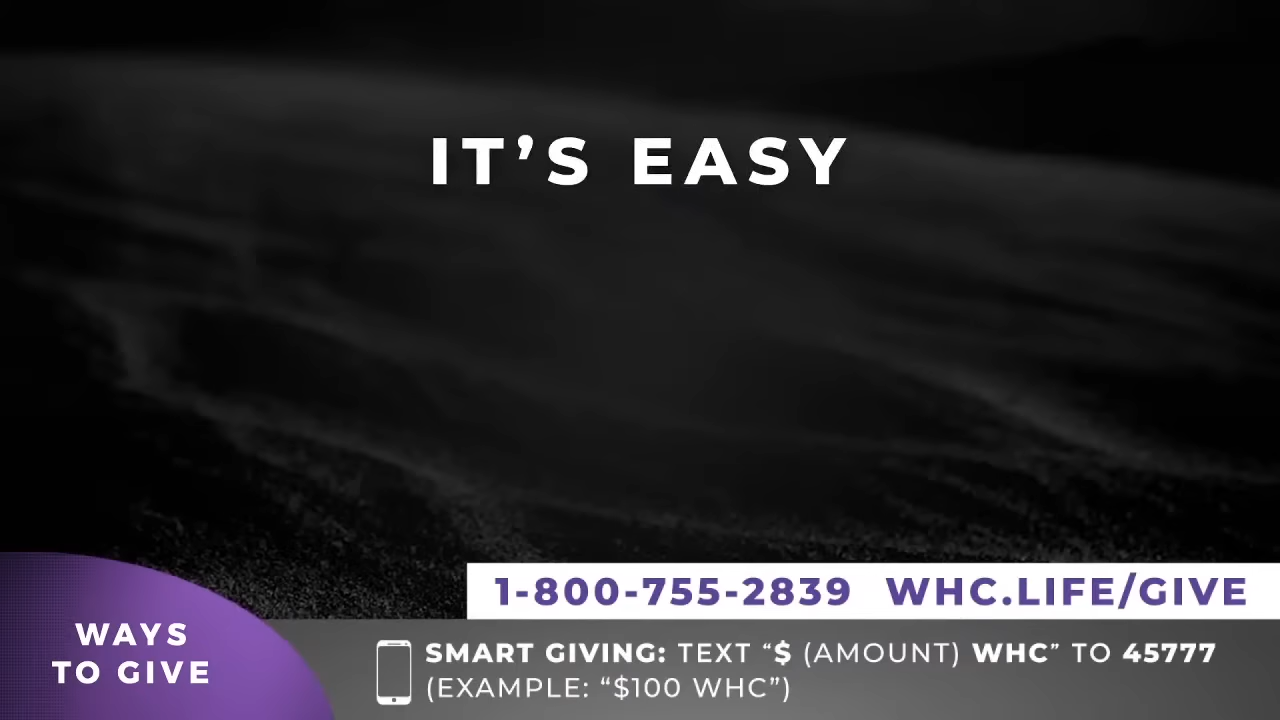 IT’S EASY
1-800-755-2839 WHC.LIFE/GIVE
WAYS
TO GIVE
SMART GIVING: TEXT “$ (AMOUNT) WHC” TO 45777
(EXAMPLE: “$100 WHC”)